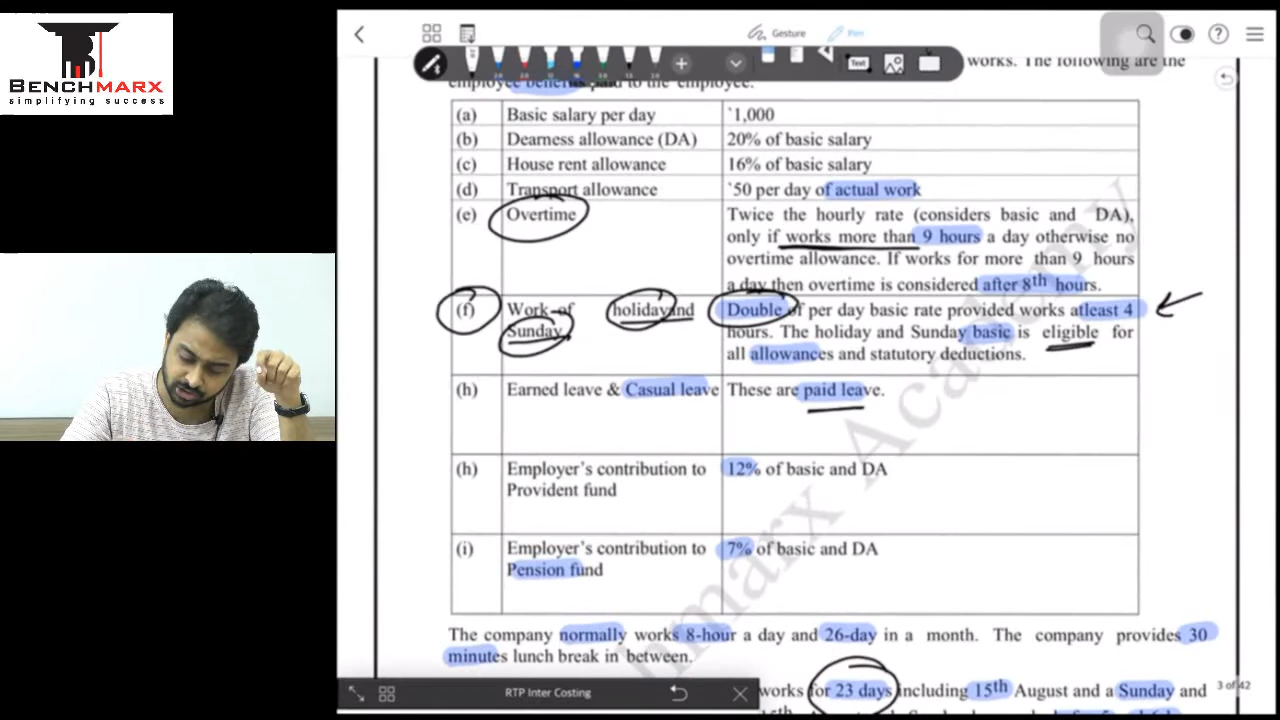 BENCHMARX
simplifying success
Gesture
Pen
Text
works. The following are the
employee benefits paid to the employee:
(a) Basic salary per day `1,000
(b) Dearness allowance (DA) 20% of basic salary
(c) House rent allowance 16% of basic salary
(d) Transport allowance `50 per day of actual work
(e) Overtime Twice the hourly rate (considers basic and DA),
only if works more than 9 hours a day otherwise no
overtime allowance. If works for more than 9 hours
a day then overtime is considered after 8th hours.
(f) Work of holiday and Double of per day basic rate provided works atleast 4
Sunday hours. The holiday and Sunday basic is eligible for
all allowances and statutory deductions.
(h) Earned leave & Casual leave These are paid leave.
(h) Employer's contribution to 12% of basic and DA
Provident fund
(i) Employer's contribution to 7% of basic and DA
Pension fund
The company normally works 8-hour a day and 26-day in a month. The company provides 30
minutes lunch break in between.
works for 23 days including 15th August and a Sunday and
RTP Inter Costing
3 of 42
hmarx Academy